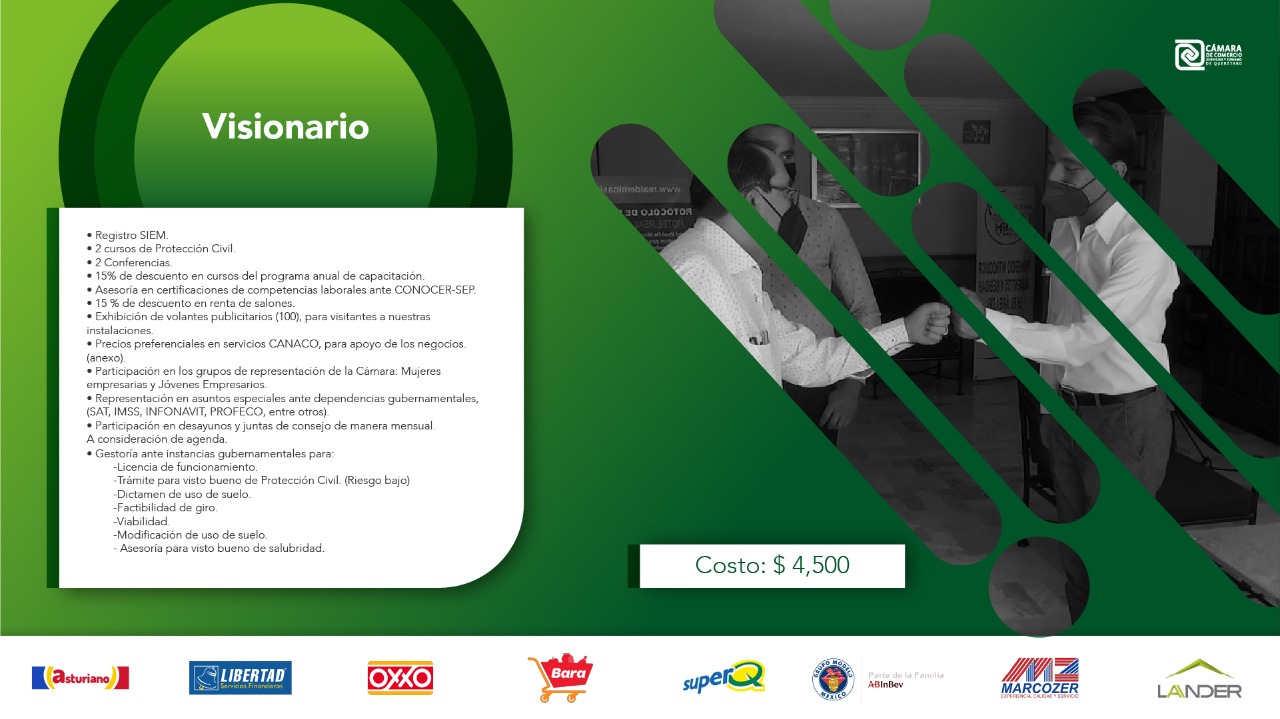 Visionario
CÁMARA
DE COMERCIO
SERVICIOS Y TURISMO
DE QUERÉTARO
• Registro SIEM.
• 2 cursos de Protección Civil.
• 2 Conferencias.
• 15% de descuento en cursos del programa anual de capacitación.
• Asesoría en certificaciones de competencias laborales ante CONOCER-SEP.
• 15 % de descuento en renta de salones.
• Exhibición de volantes publicitarios (100), para visitantes a nuestras
instalaciones.
• Precios preferenciales en servicios CANACO, para apoyo de los negocios.
(anexo).
• Participación en los grupos de representación de la Cámara: Mujeres
empresarias y Jóvenes Empresarios.
• Representación en asuntos especiales ante dependencias gubernamentales,
(SAT, IMSS, INFONAVIT, PROFECO, entre otros).
• Participación en desayunos y juntas de consejo de manera mensual.
A consideración de agenda.
• Gestoría ante instancias gubernamentales para:
-Licencia de funcionamiento.
-Trámite para visto bueno de Protección Civil. (Riesgo bajo)
-Dictamen de uso de suelo.
-Factibilidad de giro.
-Viabilidad.
-Modificación de uso de suelo.
- Asesoría para visto bueno de salubridad.
Costo: $ 4,500
asturiano
LIBERTAD
Servicios Financieros
OXXO
Bara
superQ
GRUPO MODELO
MÉXICO
Parte de la Familia
ABInBev
MARCOZER
EXPERIENCIA, CALIDAD Y SERVICIO
LANDER